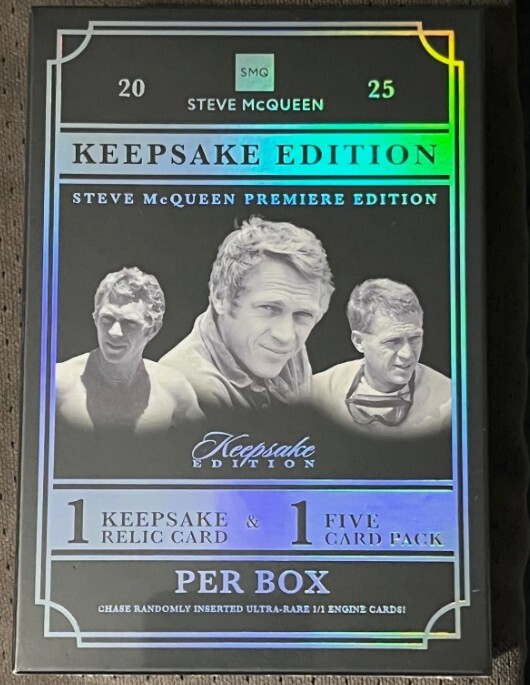 SMQ
20 STEVE McQUEEN 25
KEEPSAKE EDITION
STEVE McQUEEN PREMIERE EDITION
Keepsake
EDITION
1 KEEPSAKE & 1 FIVE
RELIC CARD CARD PACK
PER BOX
CHASE RANDOMLY INSERTED ULTRA-RARE 1/1 ENGINE CARDS!